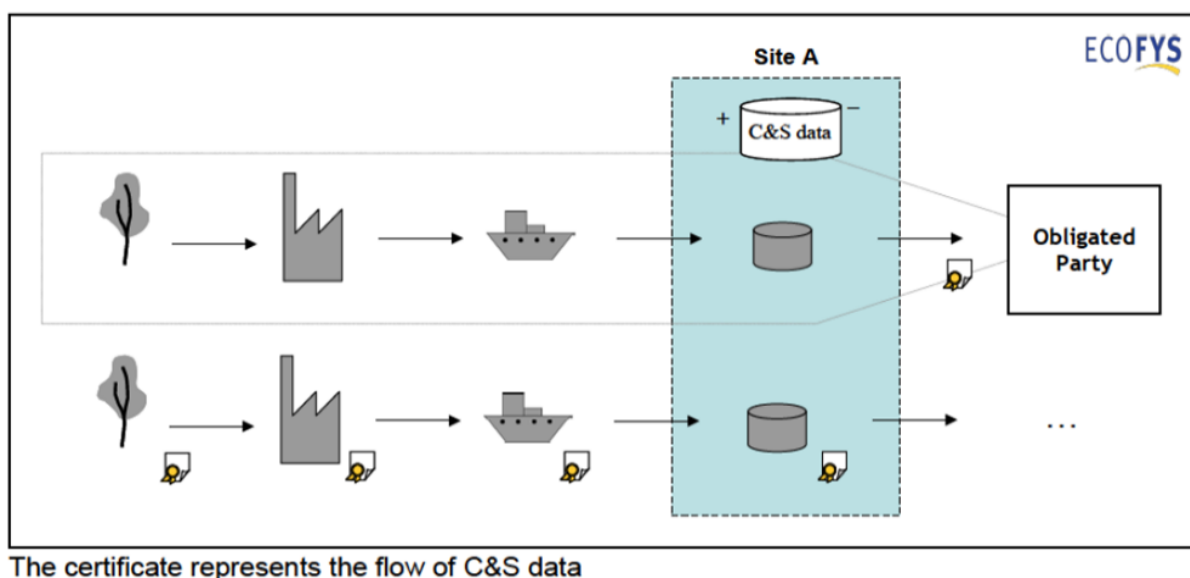 ECOFYS
Site A
+
C&S data
–
Obligated
Party
...
The certificate represents the flow of C&S data